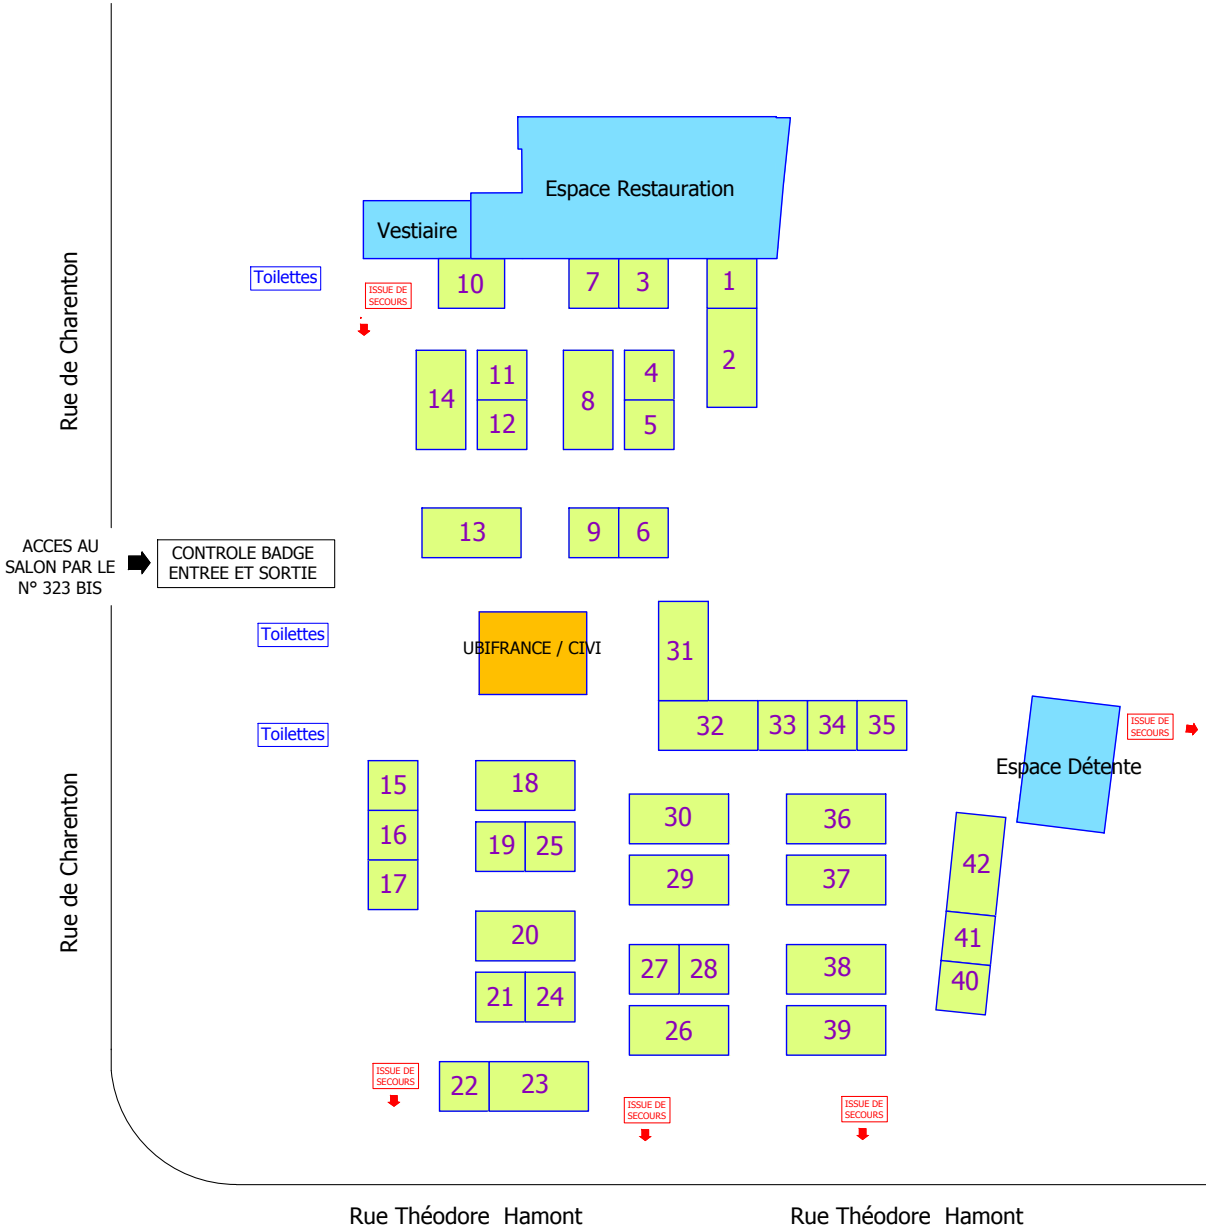 Espace Restauration
Vestiaire
Toilettes
ISSUE DE
SECOURS
10
7
3
1
2
Rue de Charenton
14
11
12
8
4
5
13
9
6
ACCES AU
SALON PAR LE
N° 323 BIS
CONTROLE BADGE
ENTREE ET SORTIE
Toilettes
UBIFRANCE / CIVI
31
32
33
34
35
Toilettes
ISSUE DE
SECOURS
Espace Détente
15
16
17
18
19
25
30
29
36
37
42
41
40
Rue de Charenton
20
21
24
27
28
26
38
39
22
23
ISSUE DE
SECOURS
ISSUE DE
SECOURS
ISSUE DE
SECOURS
Rue Théodore Hamont
Rue Théodore Hamont